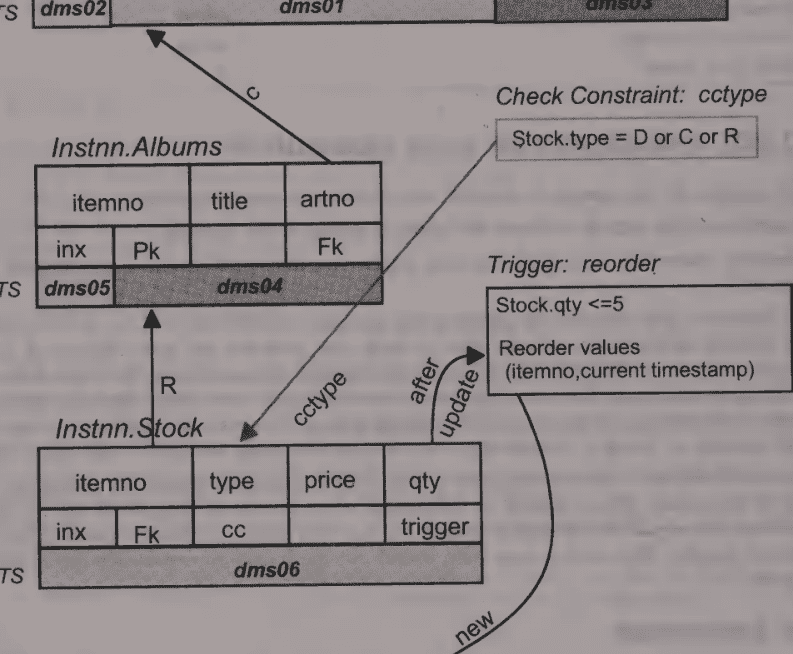 TS
dms02
dms01
dms03
c
Check Constraint: cctype
Stock.type = D or C or R
Instnn.Albums
itemno title artno
inx Pk Fk
TS
dms05 dms04
Trigger: reorder
Stock.qty <=5
Reorder values
(itemno,current timestamp)
R
cctype
after
update
Instnn.Stock
itemno type price qty
inx Fk cc trigger
TS
dms06
new